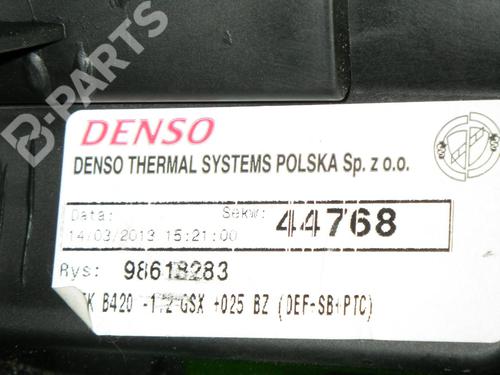 B-PARTS
DENSO
DENSO THERMAL SYSTEMS POLSKA Sp. z o.o.
Data: Sekw: 44768
14/03/2013 15:21:00
Rys: 98618283
B420 -1.2 GSX +025 BZ (DEF-SB+PTC)